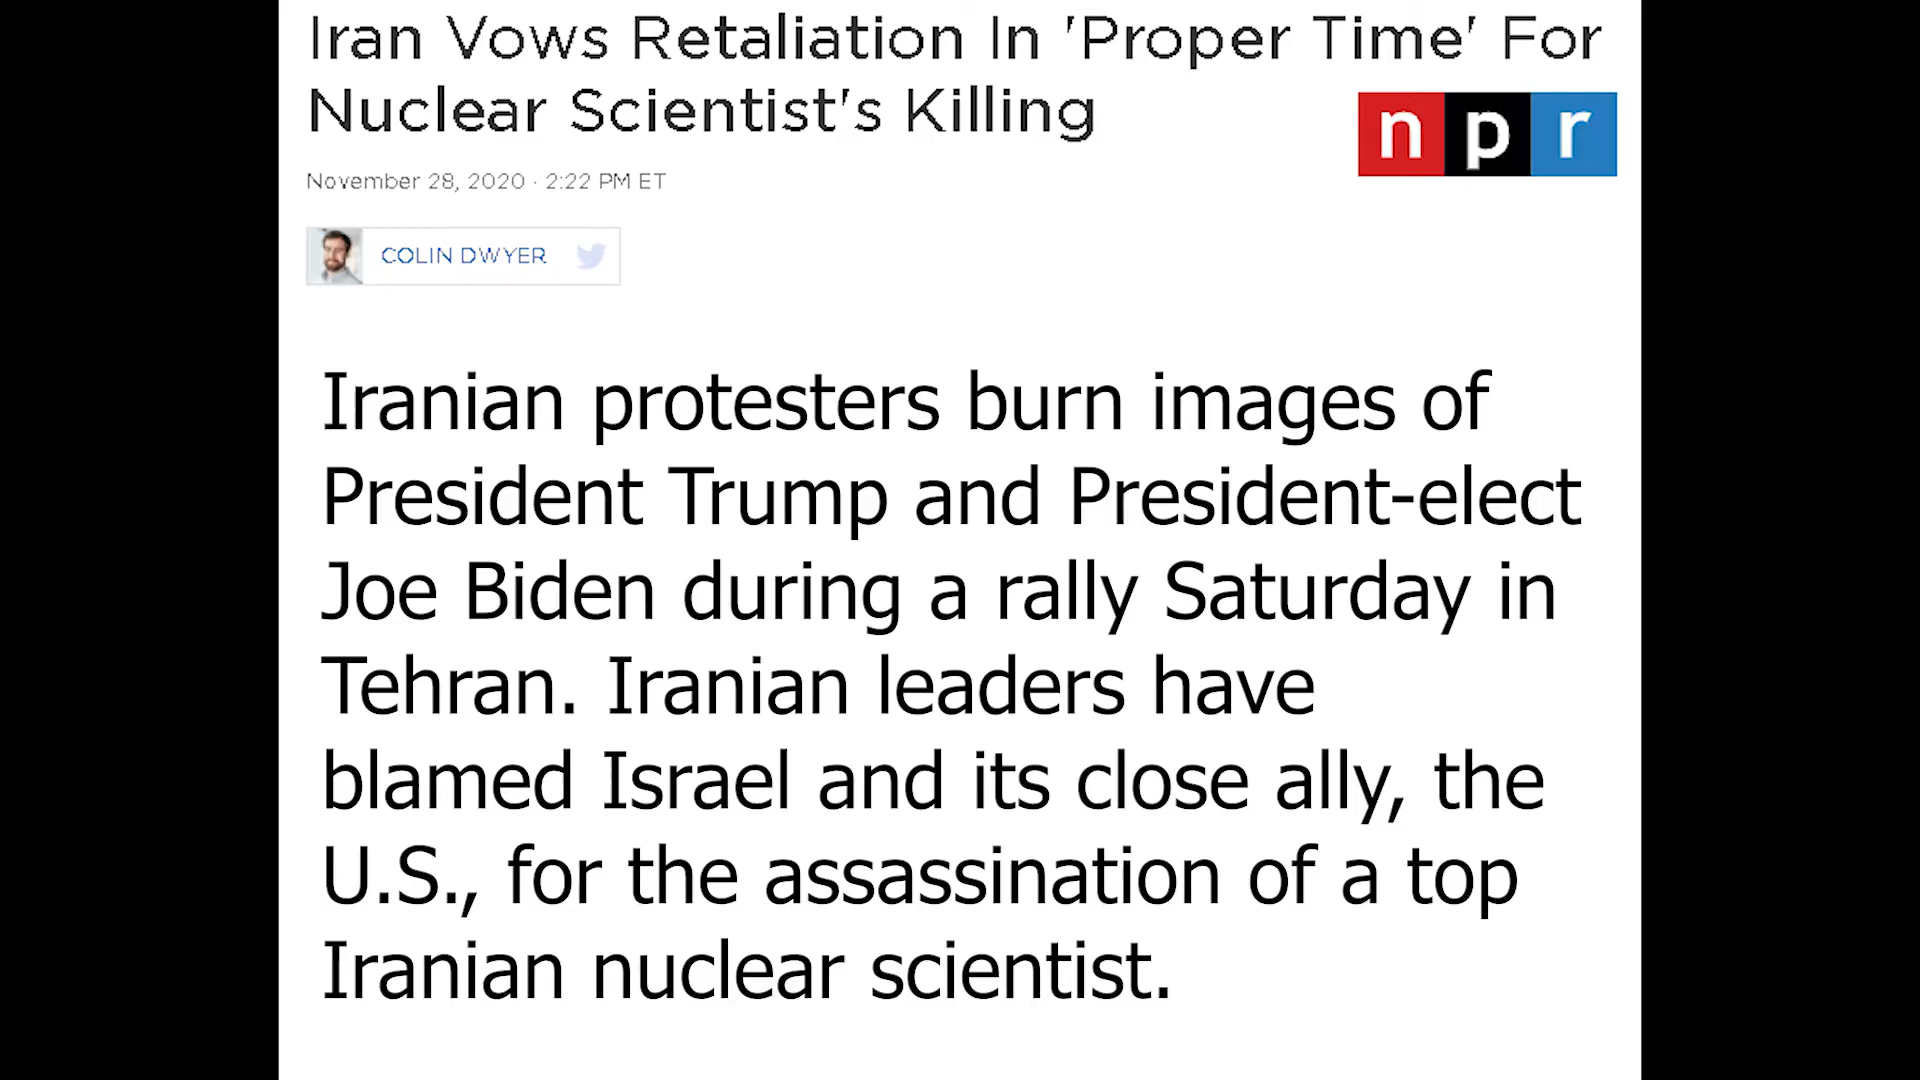 Iran Vows Retaliation In 'Proper Time' For
Nuclear Scientist's Killing
npr
November 28, 2020 · 2:22 PM ET
COLIN DWYER
Iranian protesters burn images of
President Trump and President-elect
Joe Biden during a rally Saturday in
Tehran. Iranian leaders have
blamed Israel and its close ally, the
U.S., for the assassination of a top
Iranian nuclear scientist.